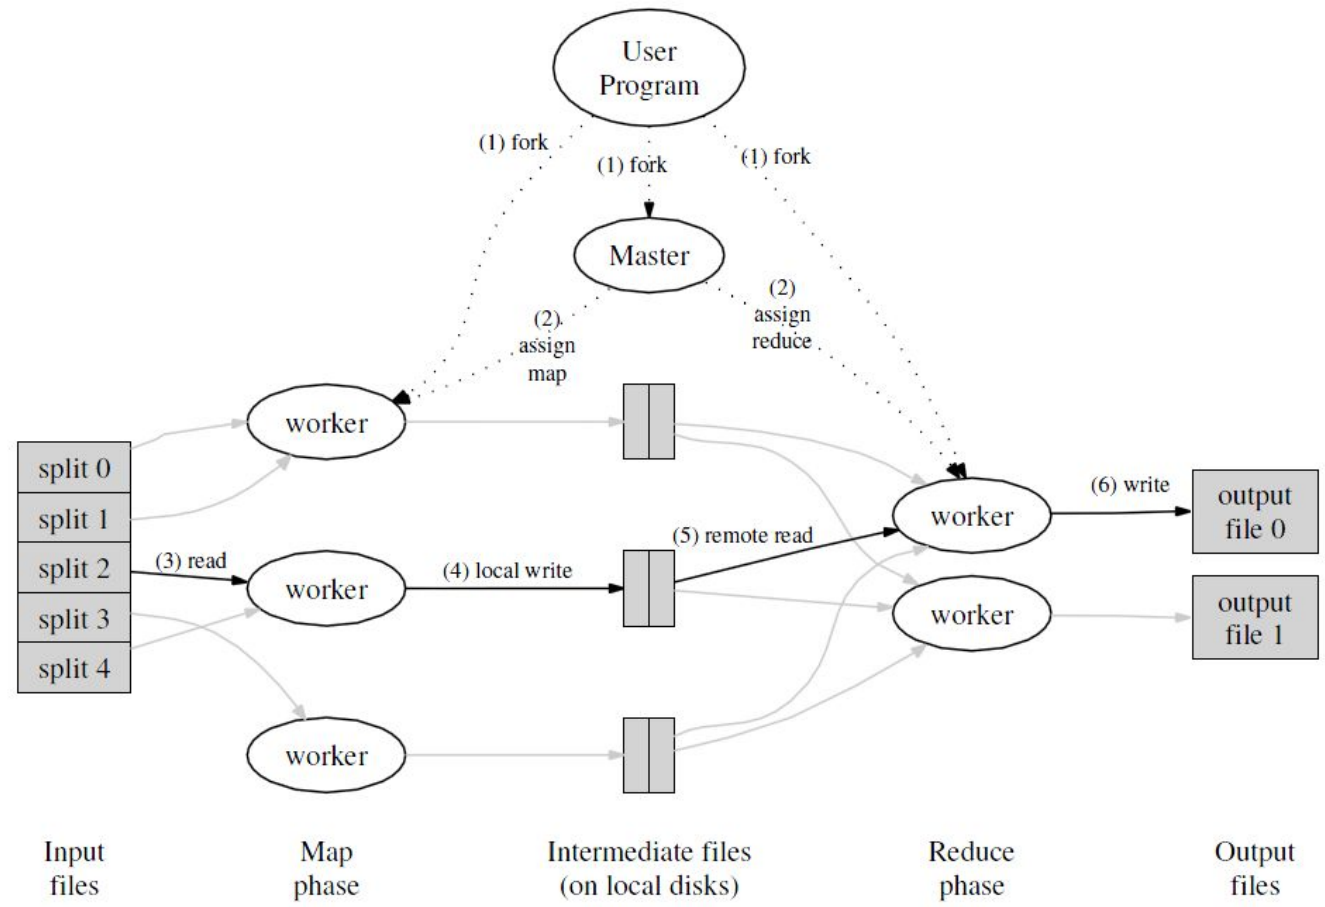 User
Program
(1) fork
(1) fork
(1) fork
Master
(2)
assign
map
(2)
assign
reduce
split 0
split 1
split 2
split 3
split 4
(3) read
worker
worker
worker
(4) local write
(5) remote read
worker
worker
(6) write
output
file 0
output
file 1
Input
files
Map
phase
Intermediate files
(on local disks)
Reduce
phase
Output
files